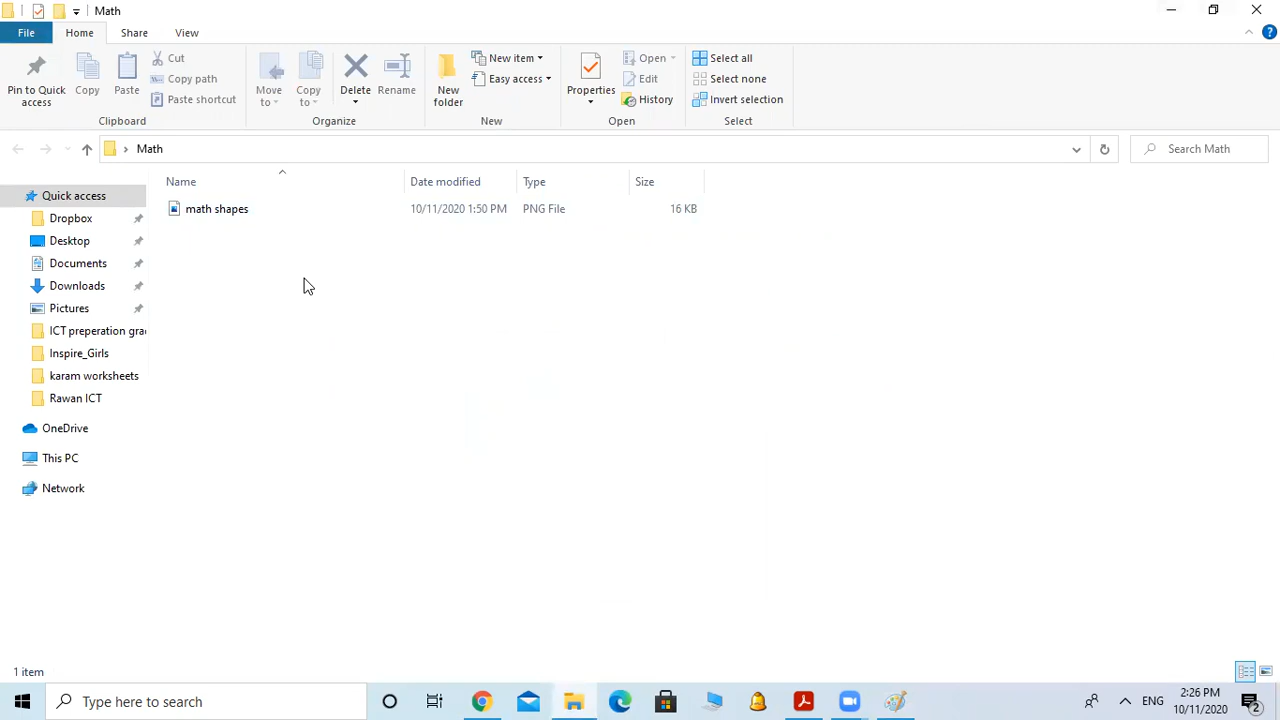 Math
File Home Share View
Pin to Quick access
Copy
Paste
Cut
Copy path
Paste shortcut
Clipboard
Move to
Copy to
Delete
Rename
Organize
New folder
New item
Easy access
New
Properties
Open
Edit
History
Open
Select all
Select none
Invert selection
Select
Math
Search Math
Name Date modified Type Size
math shapes 10/11/2020 1:50 PM PNG File 16 KB
Quick access
Dropbox
Desktop
Documents
Downloads
Pictures
ICT preperation gra
Inspire_Girls
karam worksheets
Rawan ICT
OneDrive
This PC
Network
1 item
Type here to search
ENG
2:26 PM
10/11/2020
2